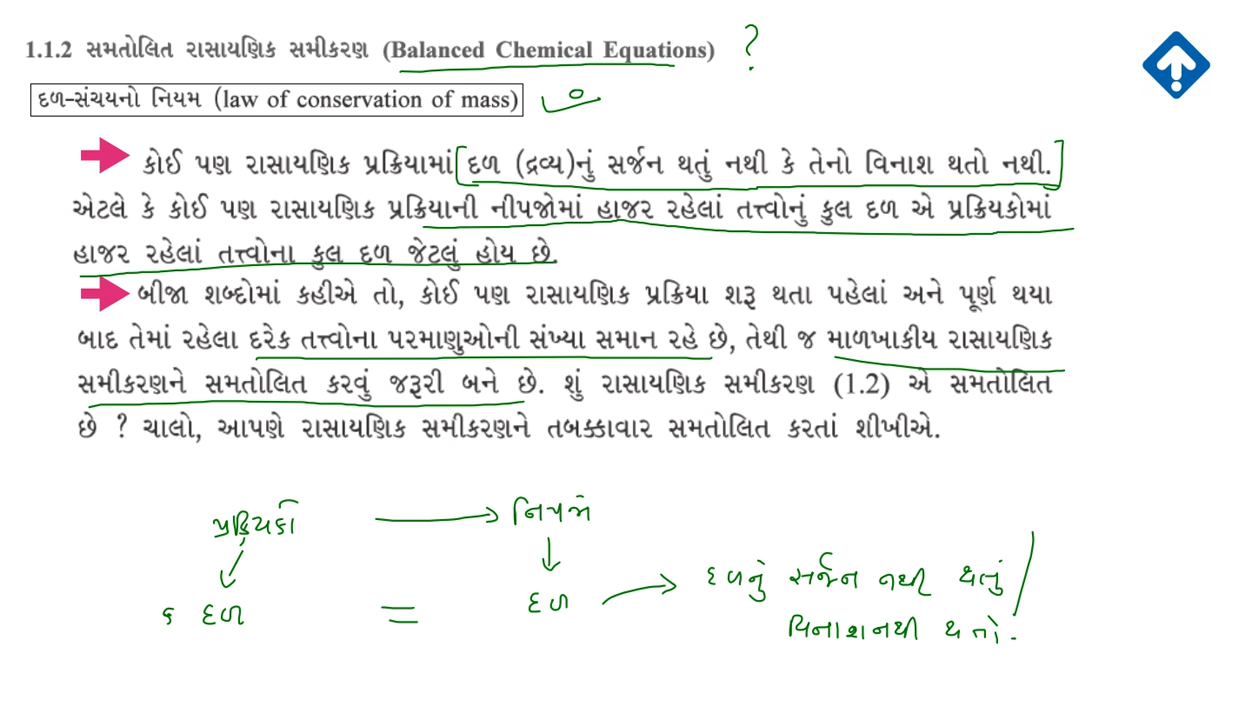 1.1.2 સમતોલિત રાસાયણિક સમીકરણ (Balanced Chemical Equations) ?
દળ-સંચયનો નિયમ (law of conservation of mass)
કોઈ પણ રાસાયણિક પ્રક્રિયામાં દળ (દ્રવ્ય)નું સર્જન થતું નથી કે તેનો વિનાશ થતો નથી.
એટલે કે કોઈ પણ રાસાયણિક પ્રક્રિયાની નીપજોમાં હાજર રહેલાં તત્ત્વોનું કુલ દળ એ પ્રક્રિયકોમાં
હાજર રહેલાં તત્ત્વોના કુલ દળ જેટલું હોય છે.
બીજા શબ્દોમાં કહીએ તો, કોઈ પણ રાસાયણિક પ્રક્રિયા શરૂ થતા પહેલાં અને પૂર્ણ થયા
બાદ તેમાં રહેલા દરેક તત્ત્વોના પરમાણુઓની સંખ્યા સમાન રહે છે, તેથી જ માળખાકીય રાસાયણિક
સમીકરણને સમતોલિત કરવું જરૂરી બને છે. શું રાસાયણિક સમીકરણ (1.2) એ સમતોલિત
છે ? ચાલો, આપણે રાસાયણિક સમીકરણને તબક્કાવાર સમતોલિત કરતાં શીખીએ.
પ્રક્રિયકો → નિપજો
દળ = દળ → દળનું સર્જન નથી થતું /
વિનાશ નથી થતો.